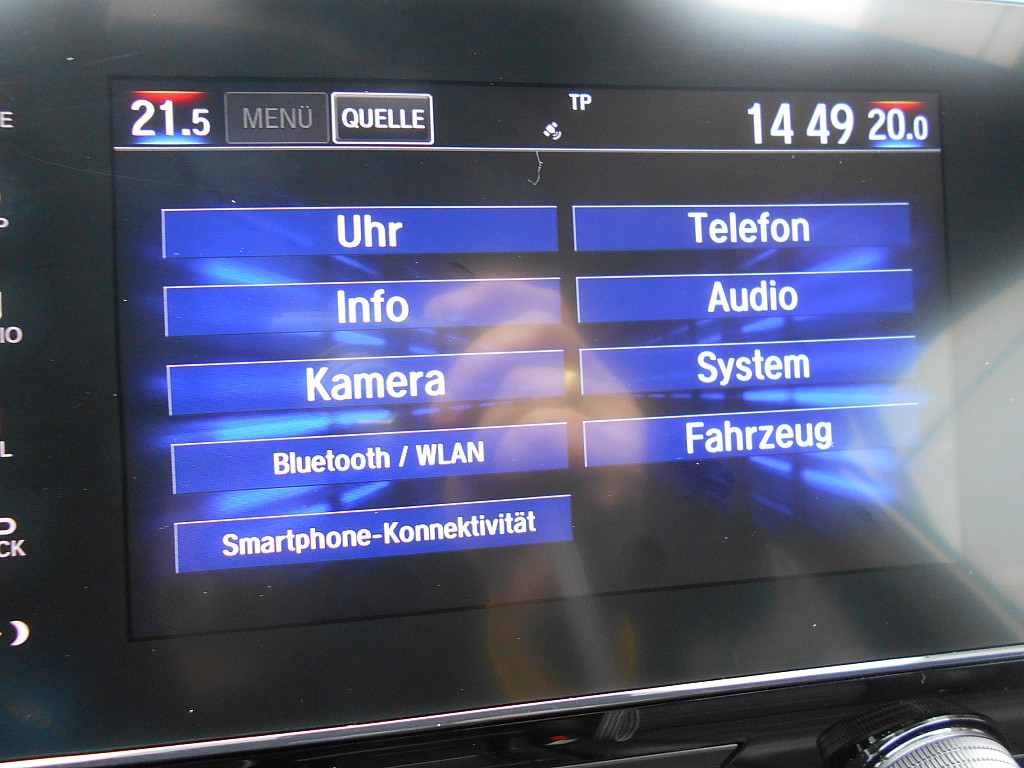 21.5 MENÜ QUELLE TP 14 49 20.0
Uhr Telefon
Info Audio
Kamera System
Bluetooth / WLAN Fahrzeug
Smartphone-Konnektivität